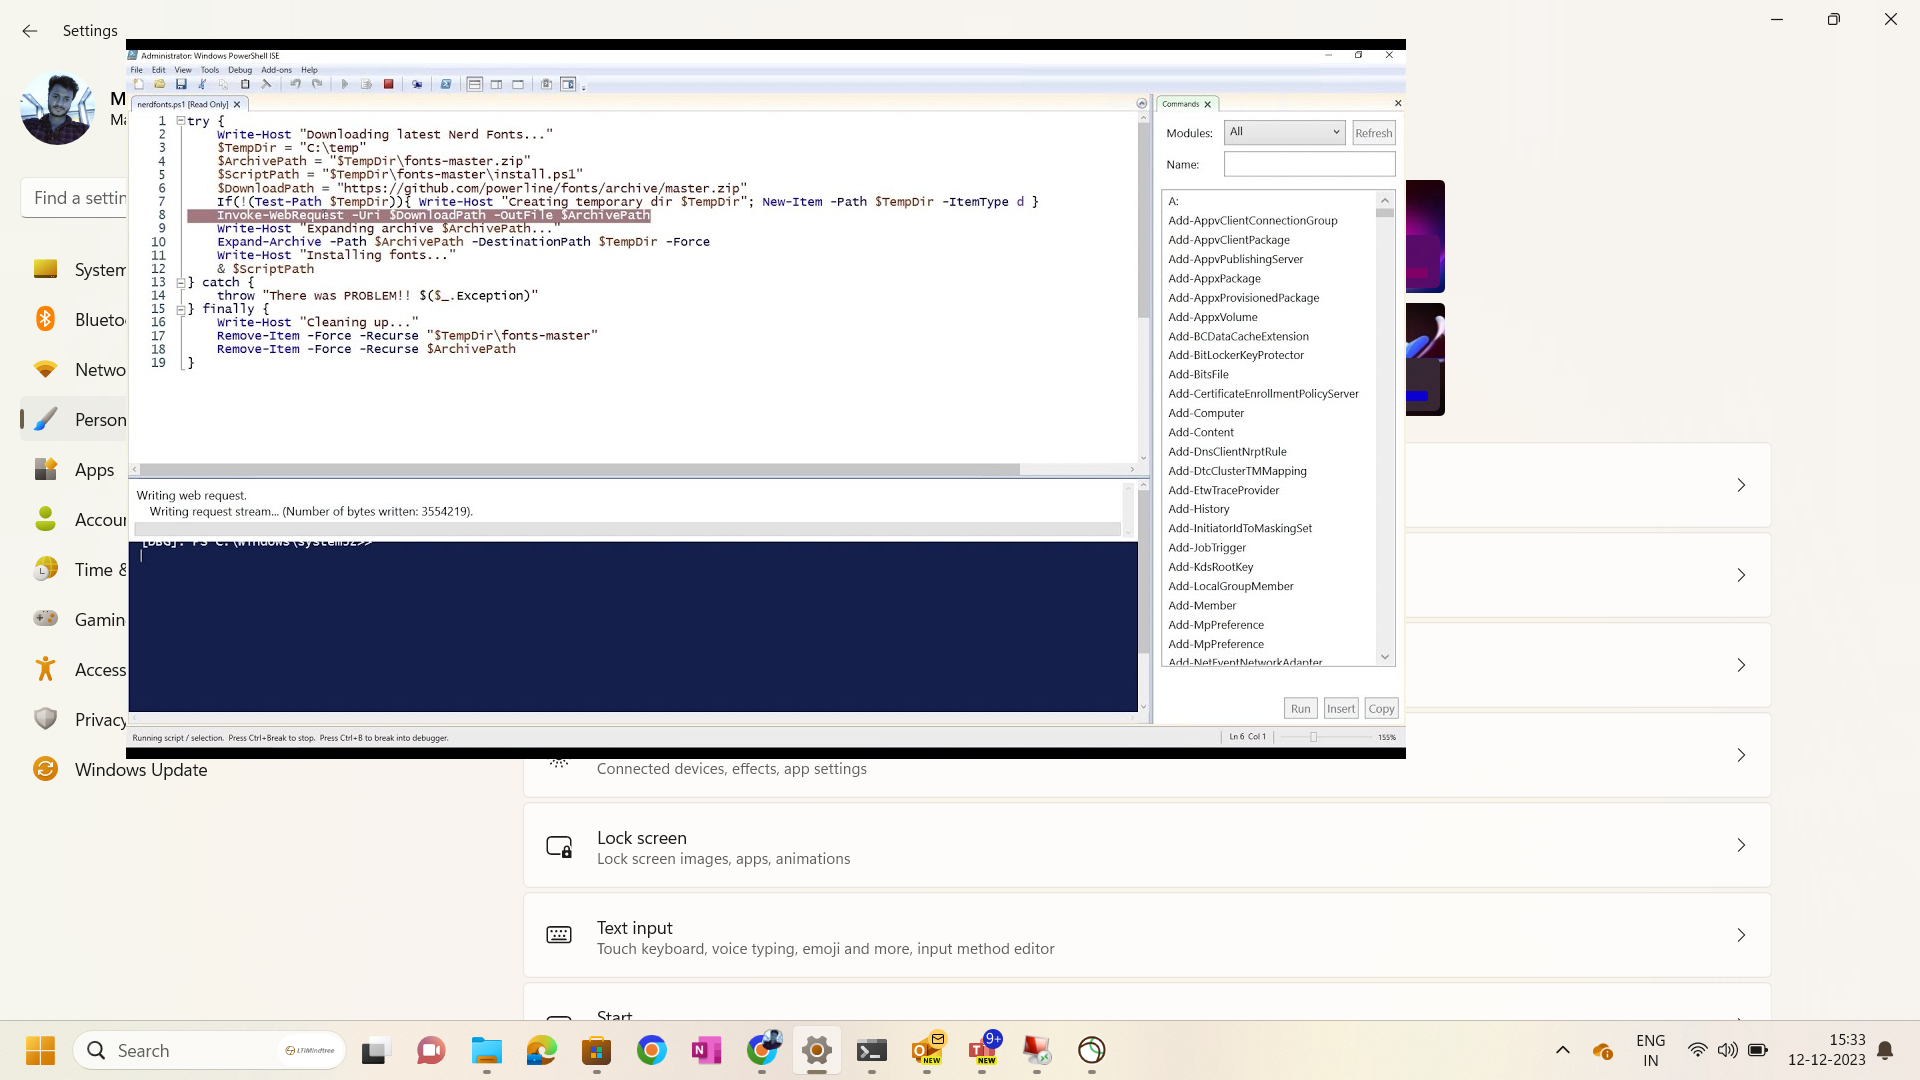 Settings
Administrator: Windows PowerShell ISE
File Edit View Tools Debug Add-ons Help
nerdfonts.ps1 [Read Only]
1 try {
2 Write-Host "Downloading latest Nerd Fonts..."
3 $TempDir = "C:\temp"
4 $ArchivePath = "$TempDir\fonts-master.zip"
5 $ScriptPath = "$TempDir\fonts-master\install.ps1"
6 $DownloadPath = "https://github.com/powerline/fonts/archive/master.zip"
7 If(!(Test-Path $TempDir)){ Write-Host "Creating temporary dir $TempDir"; New-Item -Path $TempDir -ItemType d }
8 Invoke-WebRequest -Uri $DownloadPath -OutFile $ArchivePath
9 Write-Host "Expanding archive $ArchivePath..."
10 Expand-Archive -Path $ArchivePath -DestinationPath $TempDir -Force
11 Write-Host "Installing fonts..."
12 & $ScriptPath
13 } catch {
14 throw "There was PROBLEM!! $($_.Exception)"
15 } finally {
16 Write-Host "Cleaning up..."
17 Remove-Item -Force -Recurse "$TempDir\fonts-master"
18 Remove-Item -Force -Recurse $ArchivePath
19 }
Writing web request.
Writing request stream... (Number of bytes written: 3554219).
[DBG]: PS C:\Windows\system32>>
Running script / selection. Press Ctrl+Break to stop. Press Ctrl+B to break into debugger.
Ln 6 Col 1
155%
Commands
Modules: All Refresh
Name:
A:
Add-AppvClientConnectionGroup
Add-AppvClientPackage
Add-AppvPublishingServer
Add-AppxPackage
Add-AppxProvisionedPackage
Add-AppxVolume
Add-BCDataCacheExtension
Add-BitLockerKeyProtector
Add-BitsFile
Add-CertificateEnrollmentPolicyServer
Add-Computer
Add-Content
Add-DnsClientNrptRule
Add-DtcClusterTMMapping
Add-EtwTraceProvider
Add-History
Add-InitiatorIdToMaskingSet
Add-JobTrigger
Add-KdsRootKey
Add-LocalGroupMember
Add-Member
Add-MpPreference
Add-MpPreference
Add-NetEventNetworkAdapter
Run Insert Copy
M
Ma
Find a settin
System
Blueto
Netwo
Person
Apps
Accour
Time &
Gamin
Access
Privacy
Windows Update
Connected devices, effects, app settings
Lock screen
Lock screen images, apps, animations
Text input
Touch keyboard, voice typing, emoji and more, input method editor
Start
Search
LTIMindtree
NEW
9+
NEW
ENG
IN
15:33
12-12-2023